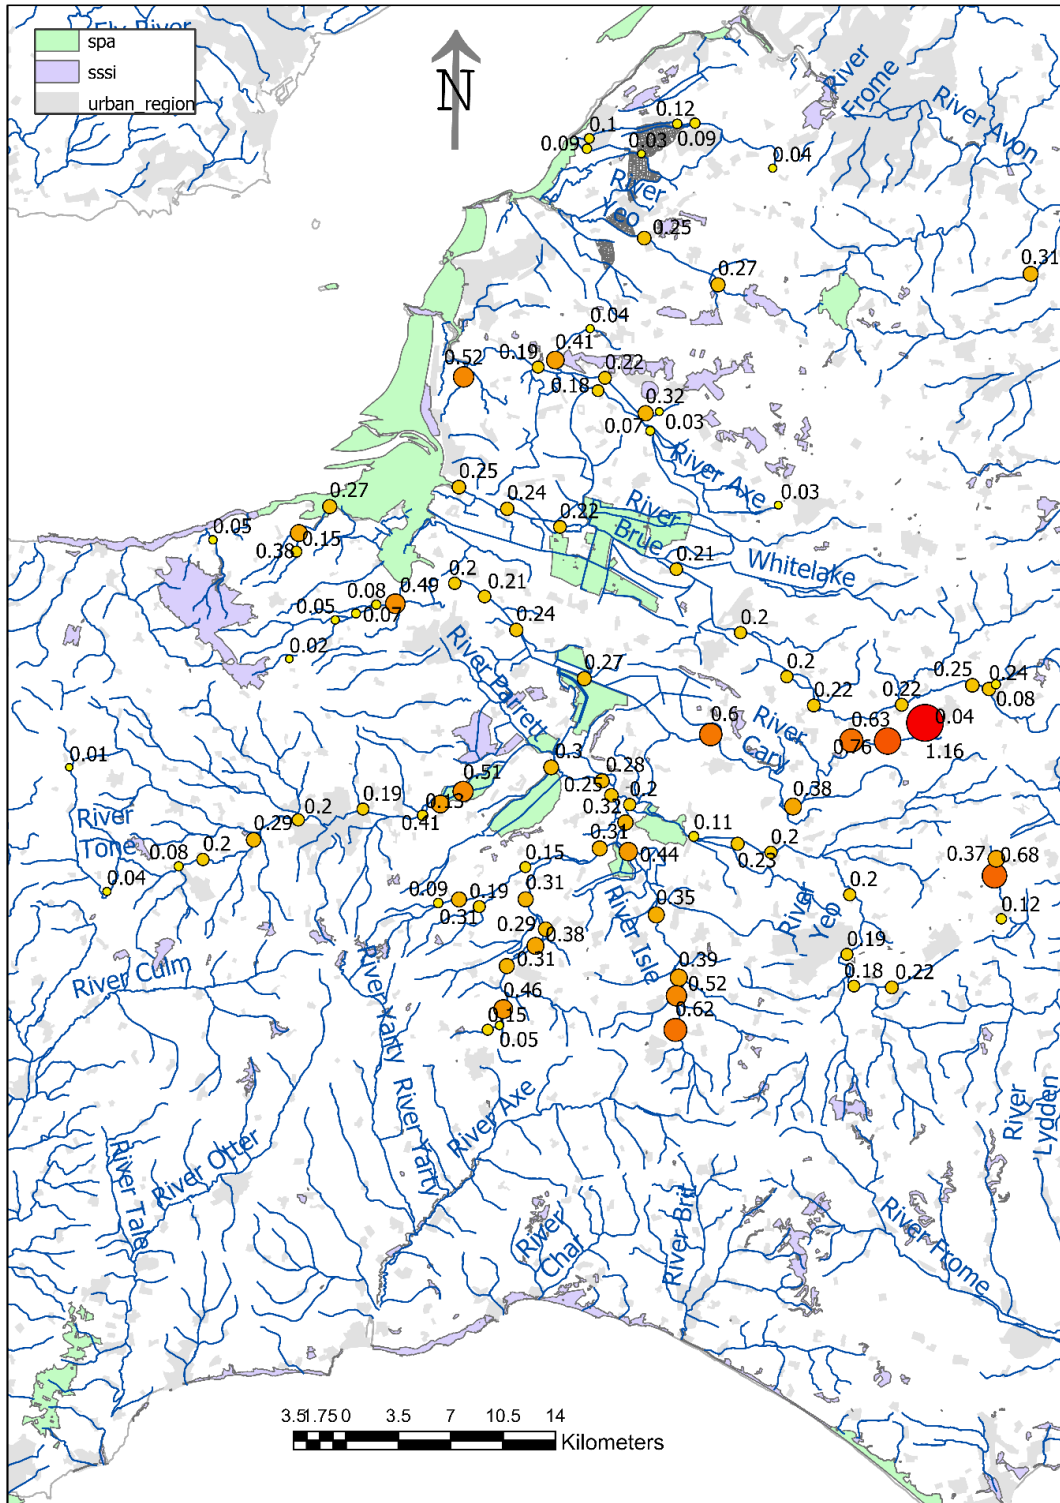 Ely River
spa
sssi
urban_region
N
River
Frome
River Avon
0.12
0.1
0.09
0.03
0.09
0.04
River
Yeo
0.25
0.31
0.27
0.04
0.41
0.52
0.19
0.22
0.18
0.32
0.03
0.07
River Axe
0.25
0.24
0.03
0.27
River
Brue
0.22
0.05
0.15
0.38
0.21
Whitelake
0.2
0.21
0.08
0.49
0.07
0.05
0.24
0.2
0.02
River Parrett
0.27
0.2
0.25
0.24
0.08
0.22
0.22
0.6
River
Cary
0.63
0.04
0.76
1.16
0.01
0.3
0.28
0.51
0.25
0.2
0.38
0.19
0.13
0.41
0.32
0.2
River
Tone
0.29
0.31
0.11
0.2
0.23
0.44
0.2
0.08
0.15
0.37
0.68
0.04
0.09
0.19
0.31
0.31
0.35
0.2
0.12
River
Yeo
River Isle
0.29
0.38
0.19
River Culm
River Yarty
0.31
0.39
0.18
0.22
0.46
0.52
0.15
0.62
0.05
River Axe
River Yarty
River
Lydden
River Otter
River Tale
River
Char
River Brit
River Frome
3.5
1.75
0
3.5
7
10.5
14
Kilometers